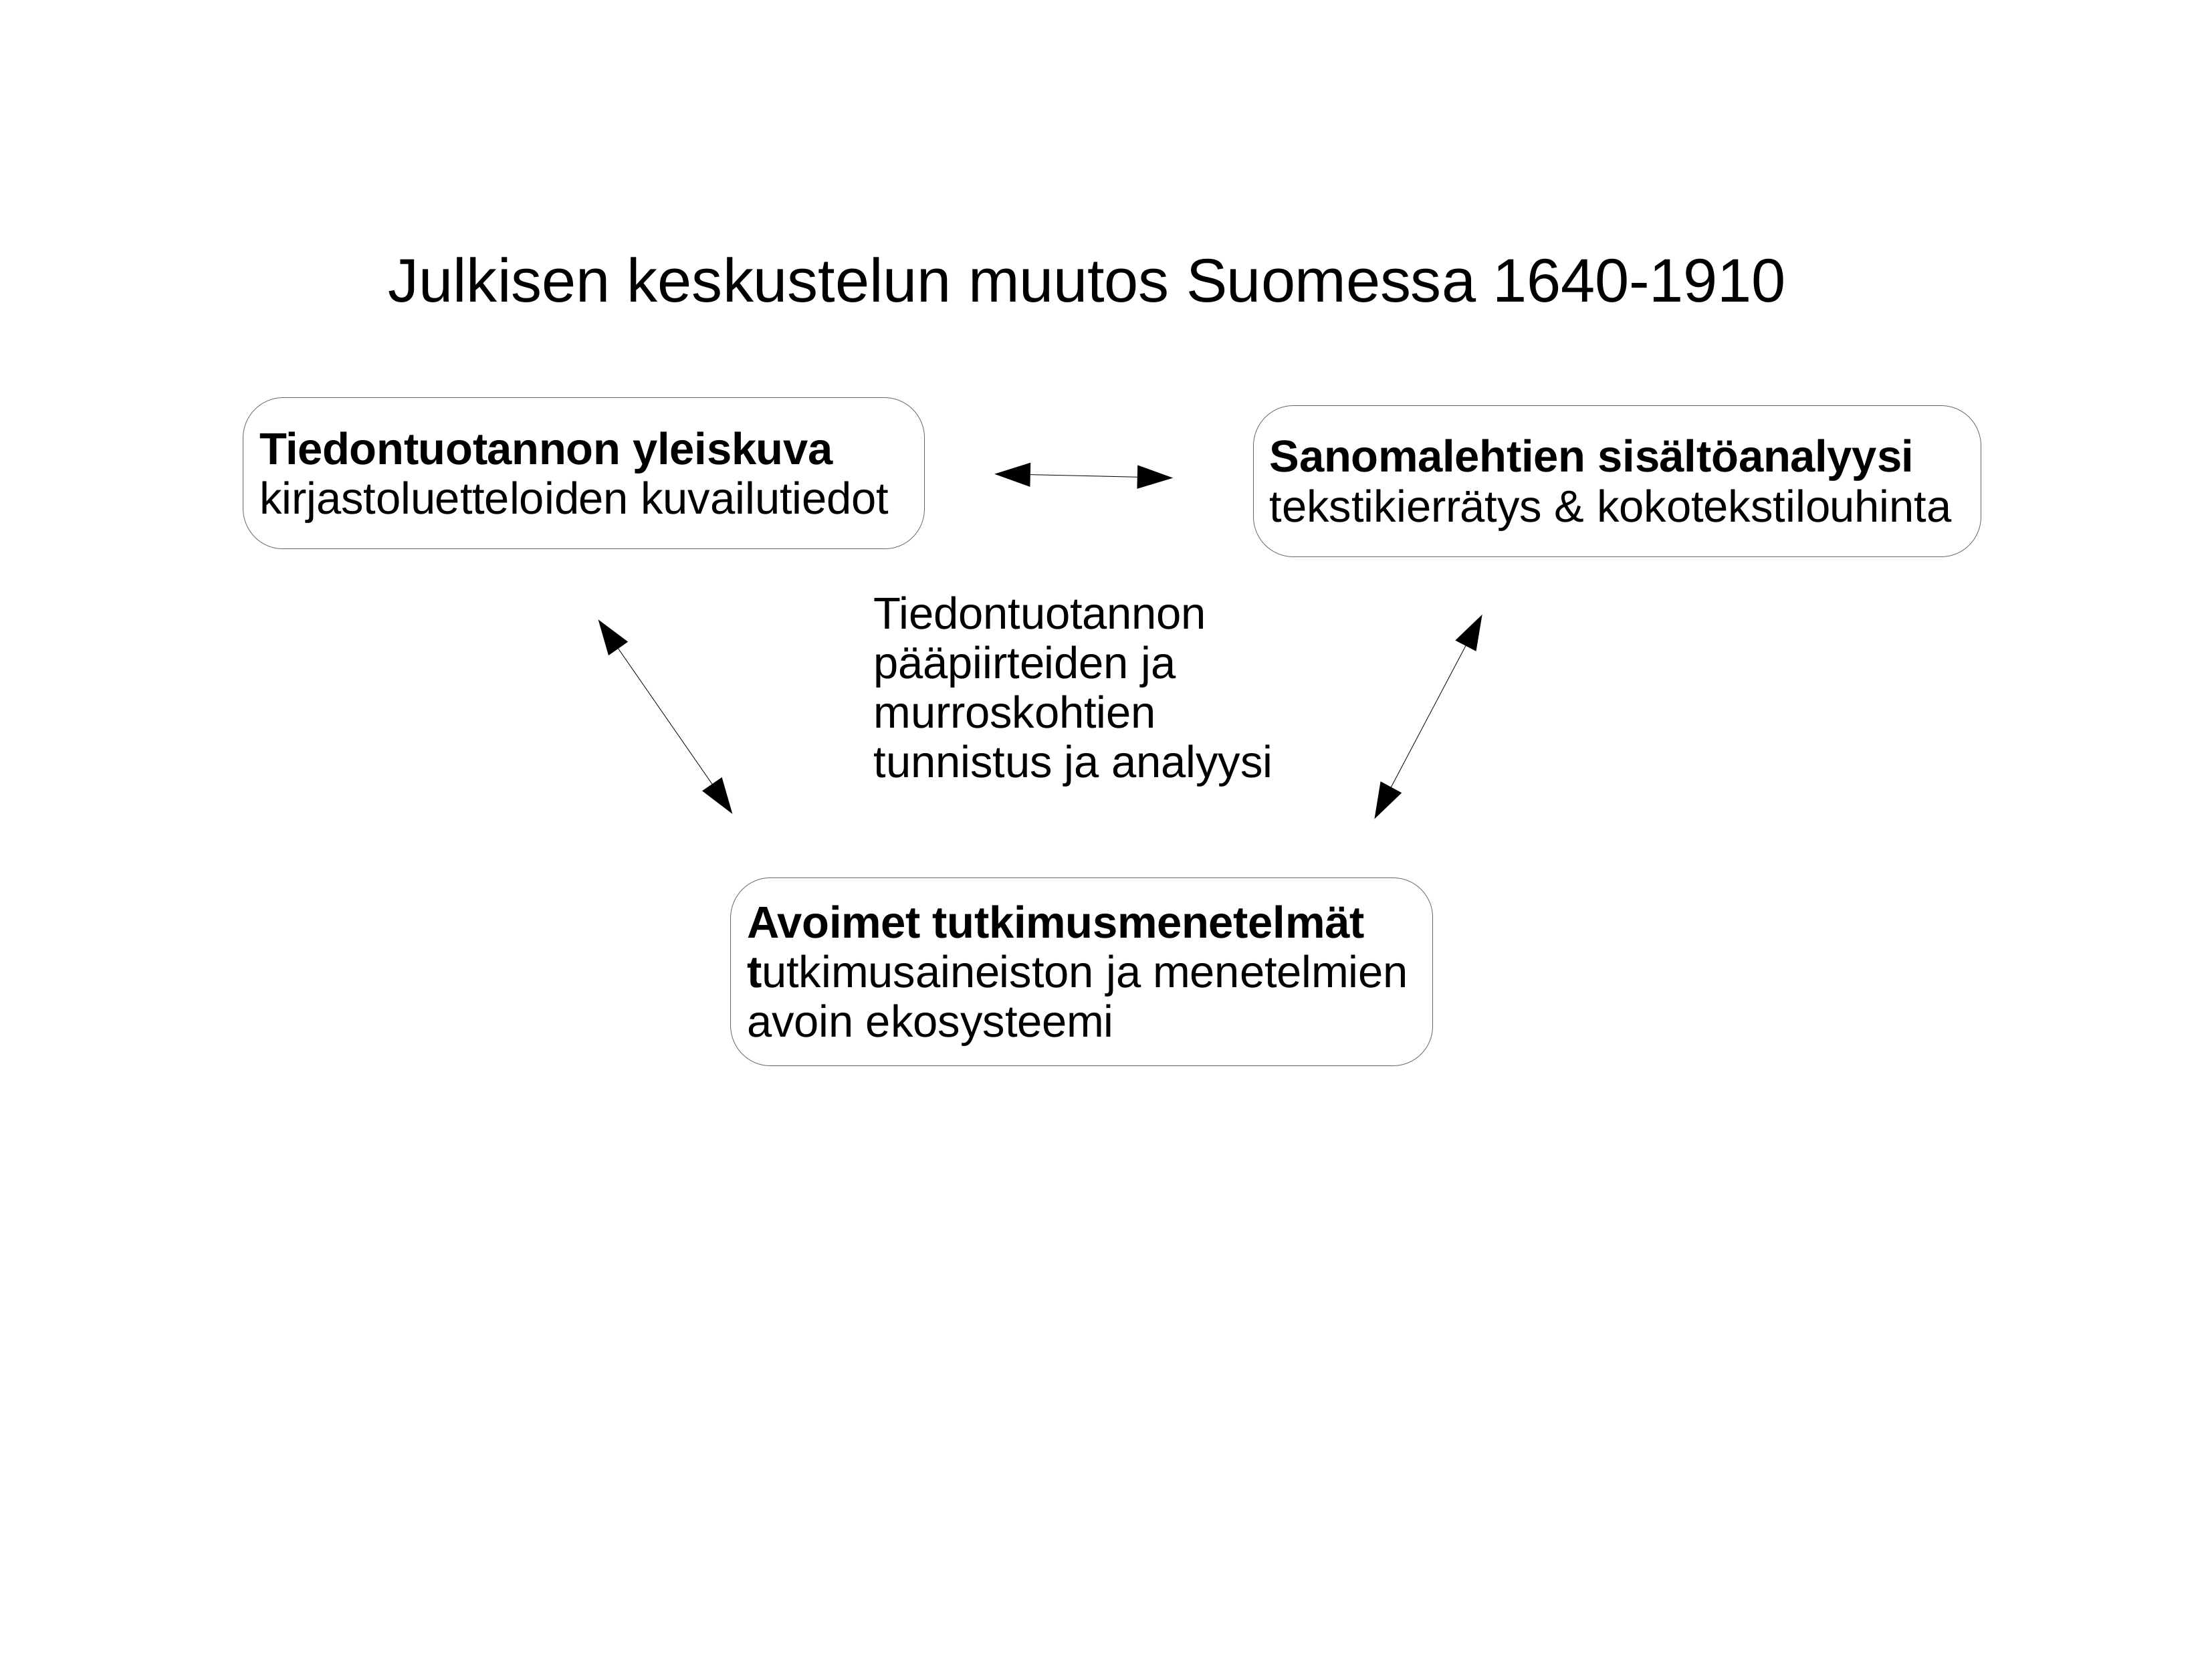 Julkisen keskustelun muutos Suomessa 1640-1910
Tiedontuotannon yleiskuva
kirjastoluetteloiden kuvailutiedot
Sanomalehtien sisältöanalyysi
tekstikierrätys & kokotekstilouhinta
Tiedontuotannon
pääpiirteiden ja
murroskohtien
tunnistus ja analyysi
Avoimet tutkimusmenetelmät
tutkimusaineiston ja menetelmien
avoin ekosysteemi